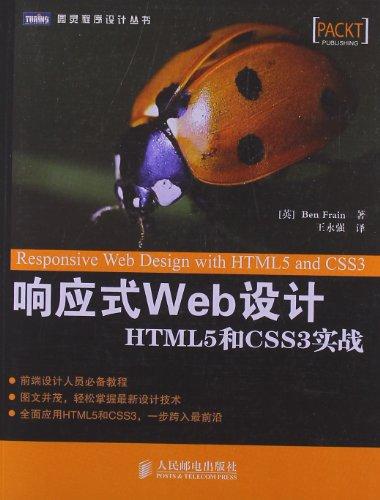 TURING
图灵程序设计丛书
[PACKT]
PUBLISHING
[英] Ben Frain 著
王永强 译
Responsive Web Design with HTML5 and CSS3
响应式Web设计
HTML5和CSS3实战
● 前端设计人员必备教程
● 图文并茂，轻松掌握最新设计技术
● 全面应用HTML5和CSS3，一步跨入最前沿
人民邮电出版社
POSTS & TELECOM PRESS